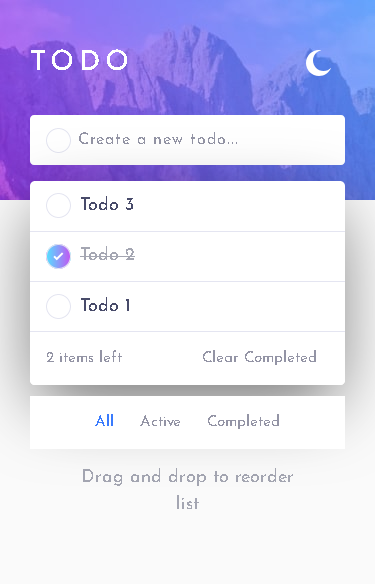 TODO
Create a new todo...
Todo 3
Todo 2
Todo 1
2 items left Clear Completed
All Active Completed
Drag and drop to reorder
list